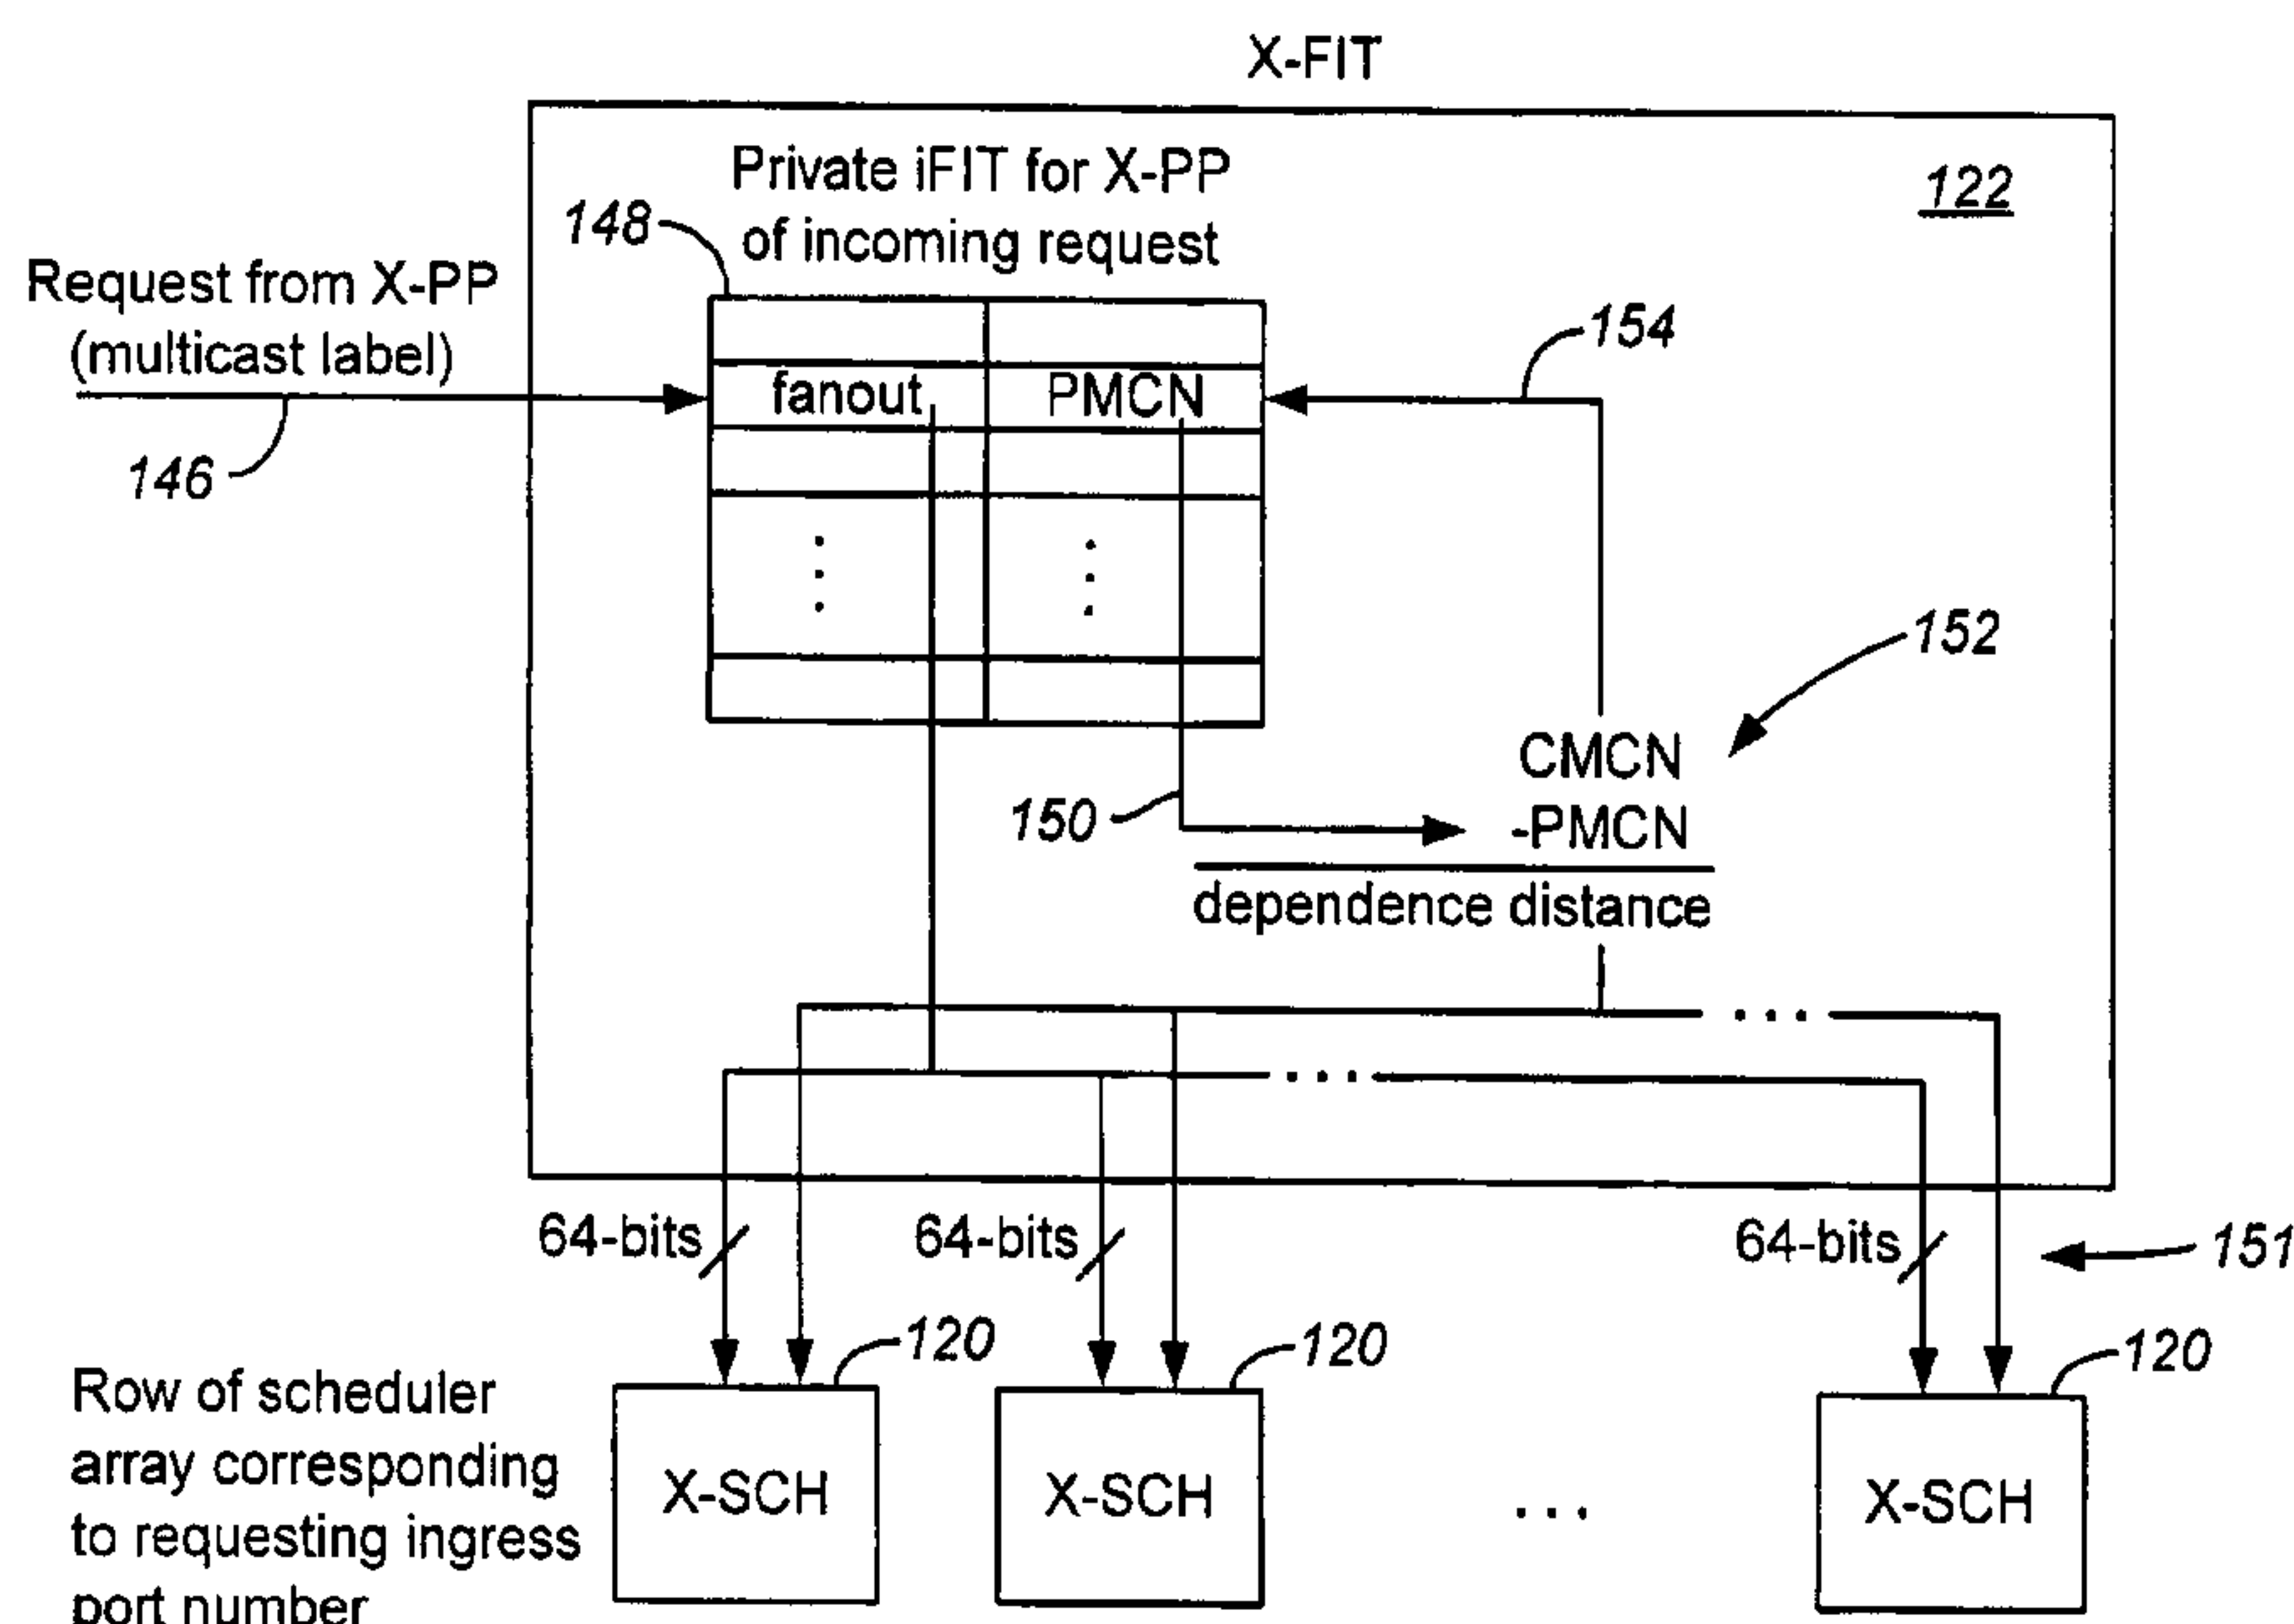 X-FIT
122
Private iFIT for X-PP
of incoming request
148
Request from X-PP
(multicast label)
146
fanout
PMCN
154
152
CMCN
-PMCN
dependence distance
150
64-bits
64-bits
64-bits
151
120
120
120
Row of scheduler
array corresponding
to requesting ingress
port number
X-SCH
X-SCH
...
X-SCH